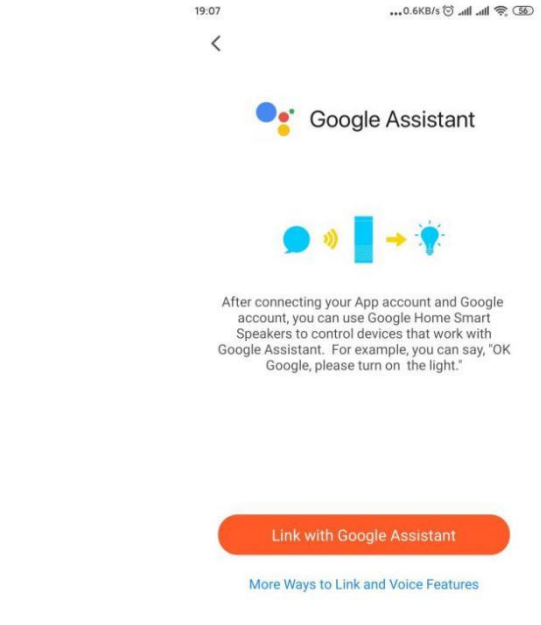 19:07 ...0.6KB/s 56
Google Assistant
After connecting your App account and Google
account, you can use Google Home Smart
Speakers to control devices that work with
Google Assistant.  For example, you can say, "OK
Google, please turn on  the light."
Link with Google Assistant
More Ways to Link and Voice Features